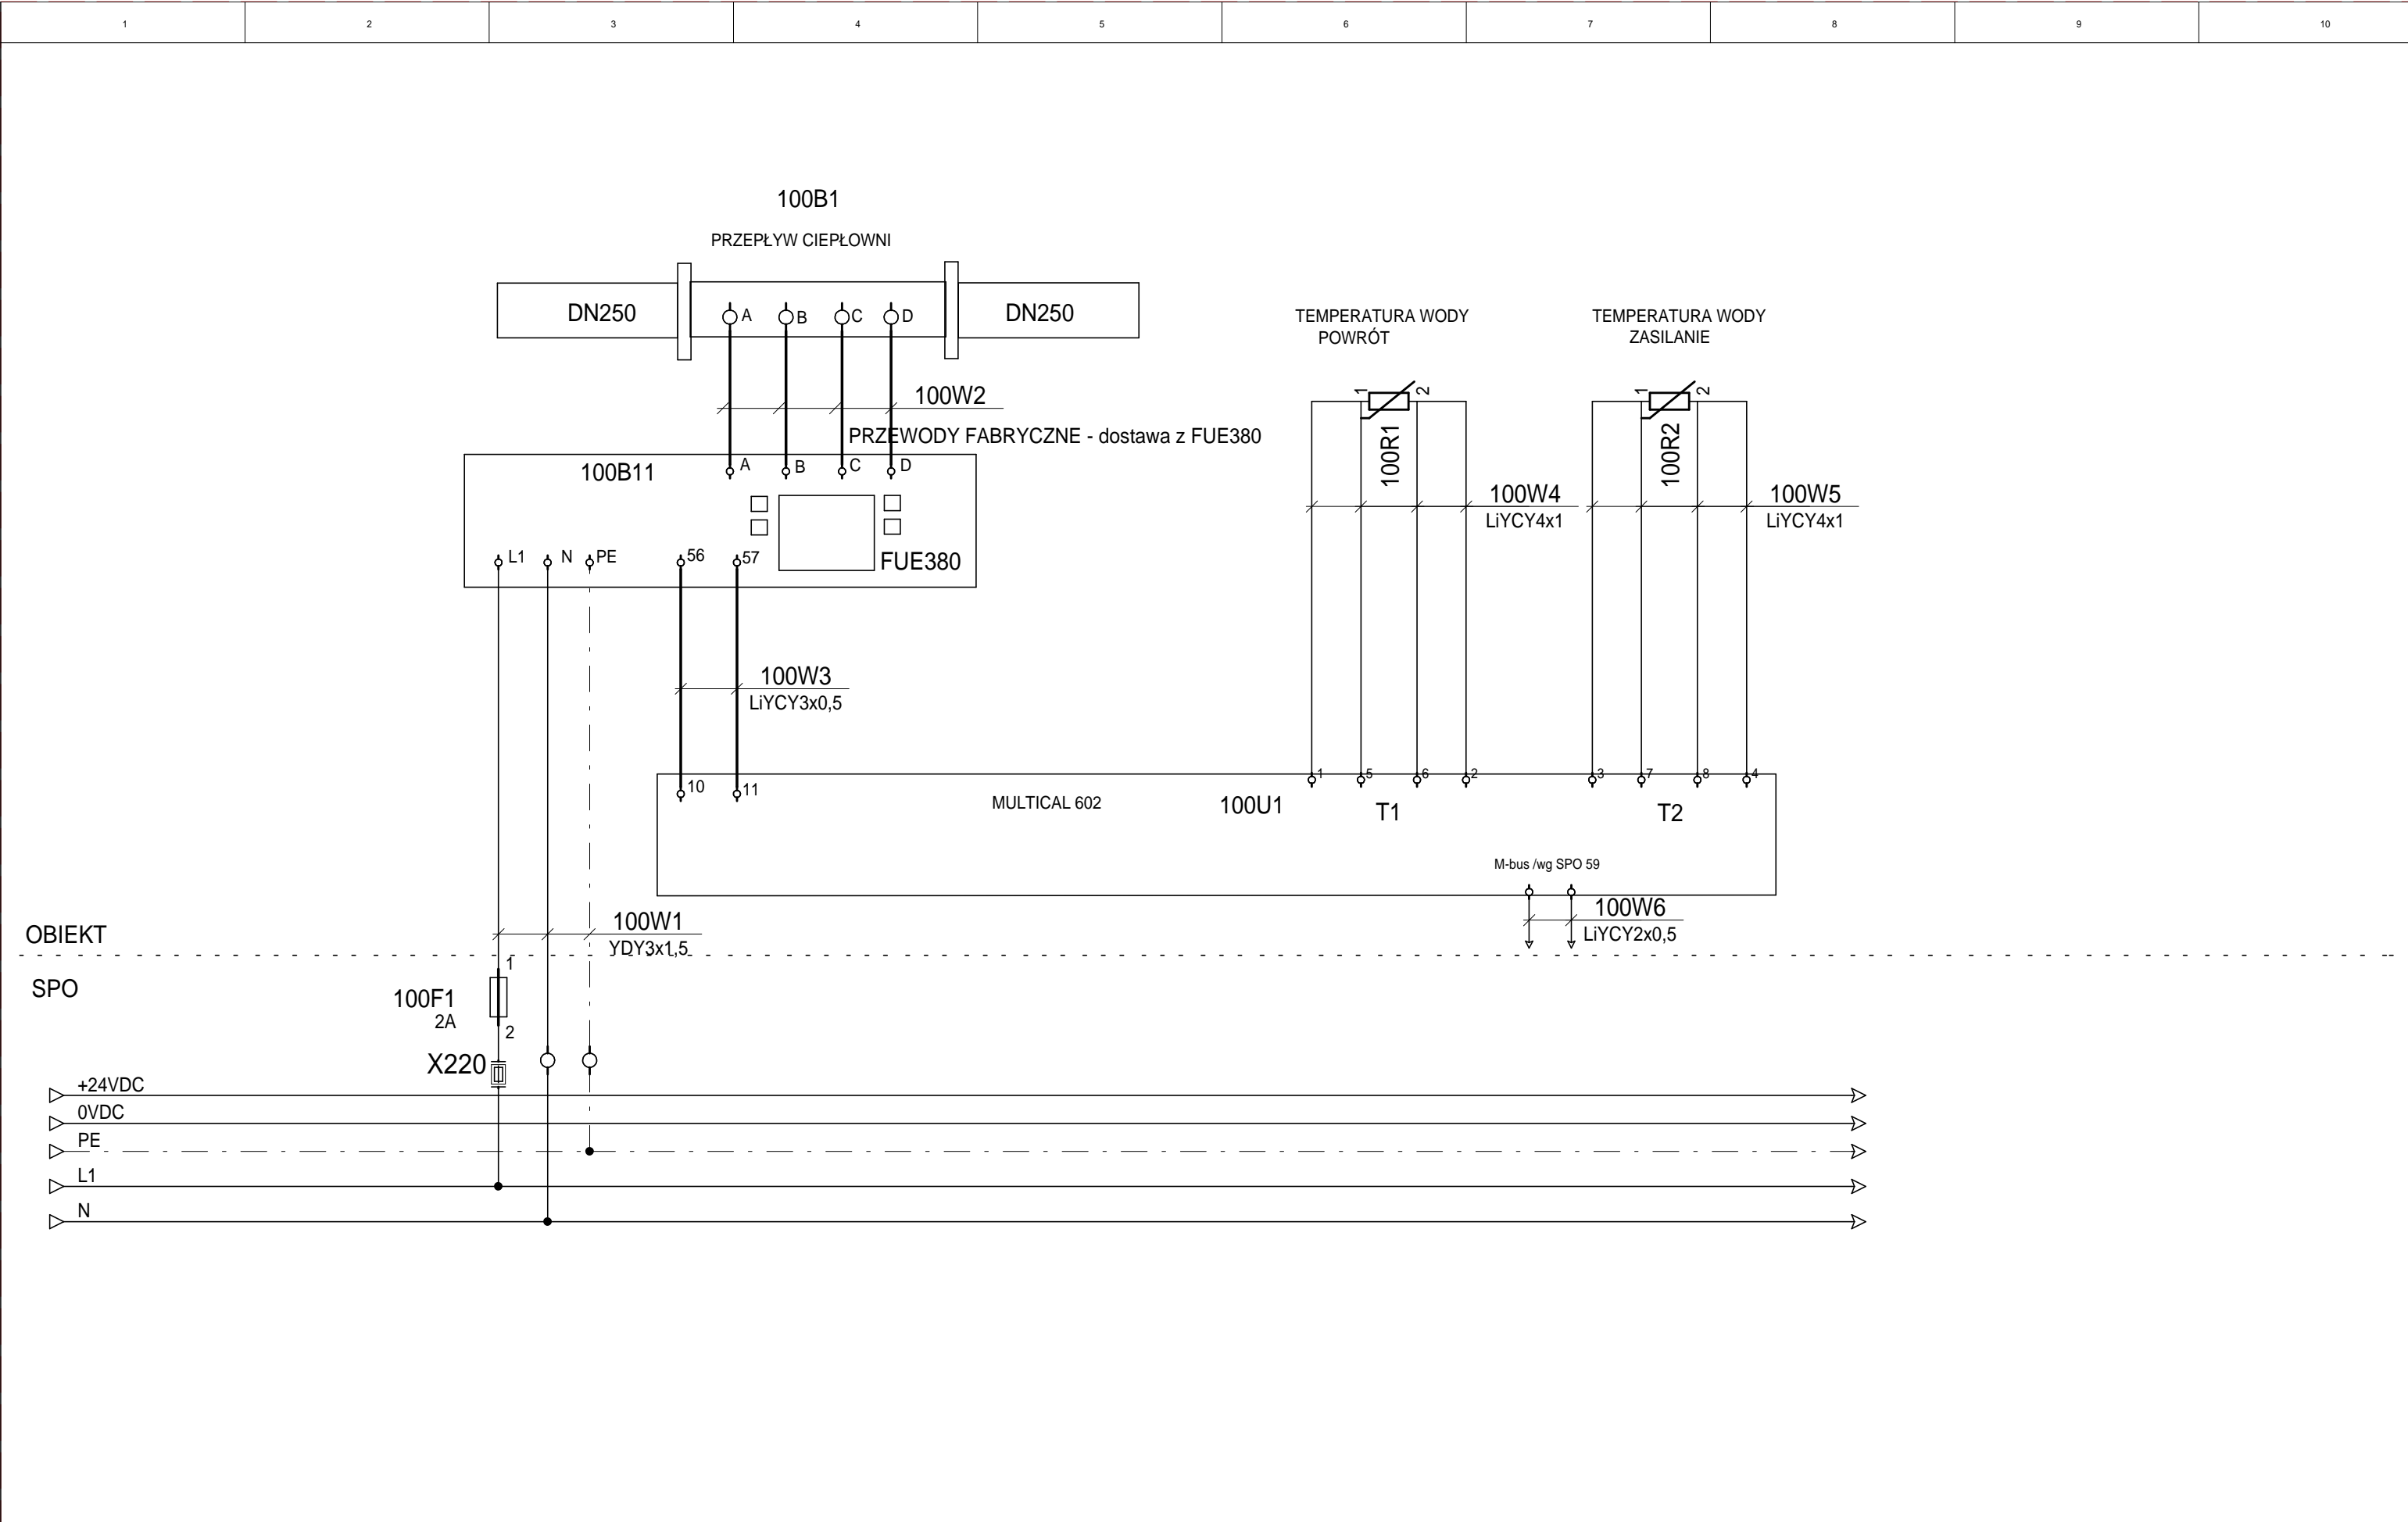 1 2 3 4 5 6 7 8 9 10
100B1
PRZEPŁYW CIEPŁOWNI
DN250 A B C D DN250
TEMPERATURA WODY
POWRÓT
TEMPERATURA WODY
ZASILANIE
100W2
1 2 1 2
PRZEWODY FABRYCZNE - dostawa z FUE380
100R1 100R2
100B11 A B C D
100W4
LiYCY4x1
100W5
LiYCY4x1
L1 N PE 56 57 FUE380
100W3
LiYCY3x0,5
1 5 6 2 3 7 8 4
10 11 MULTICAL 602 100U1 T1 T2
M-bus /wg SPO 59
100W6
LiYCY2x0,5
100W1
YDY3x1,5
OBIEKT
SPO
1
100F1
2A
2
X220
+24VDC
0VDC
PE
L1
N